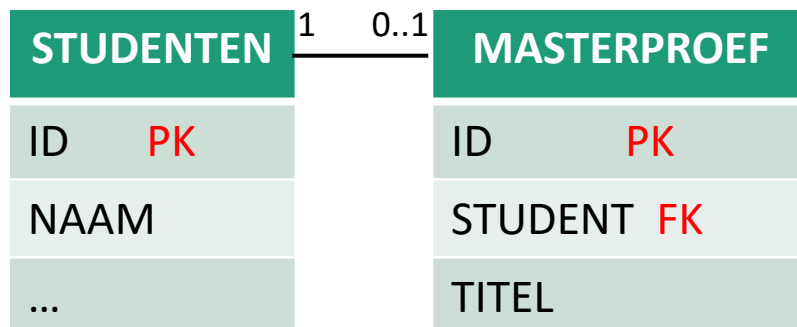 STUDENTEN 1 0..1 MASTERPROEF
ID PK ID PK
NAAM STUDENT FK
... TITEL